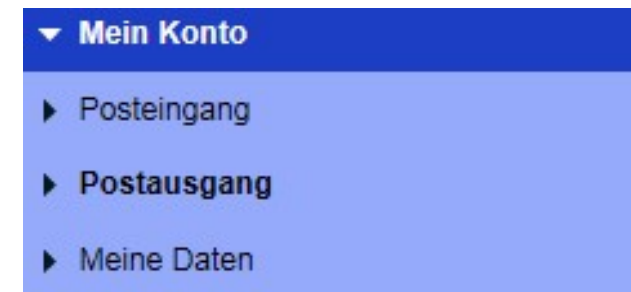 Mein Konto
Posteingang
Postausgang
Meine Daten